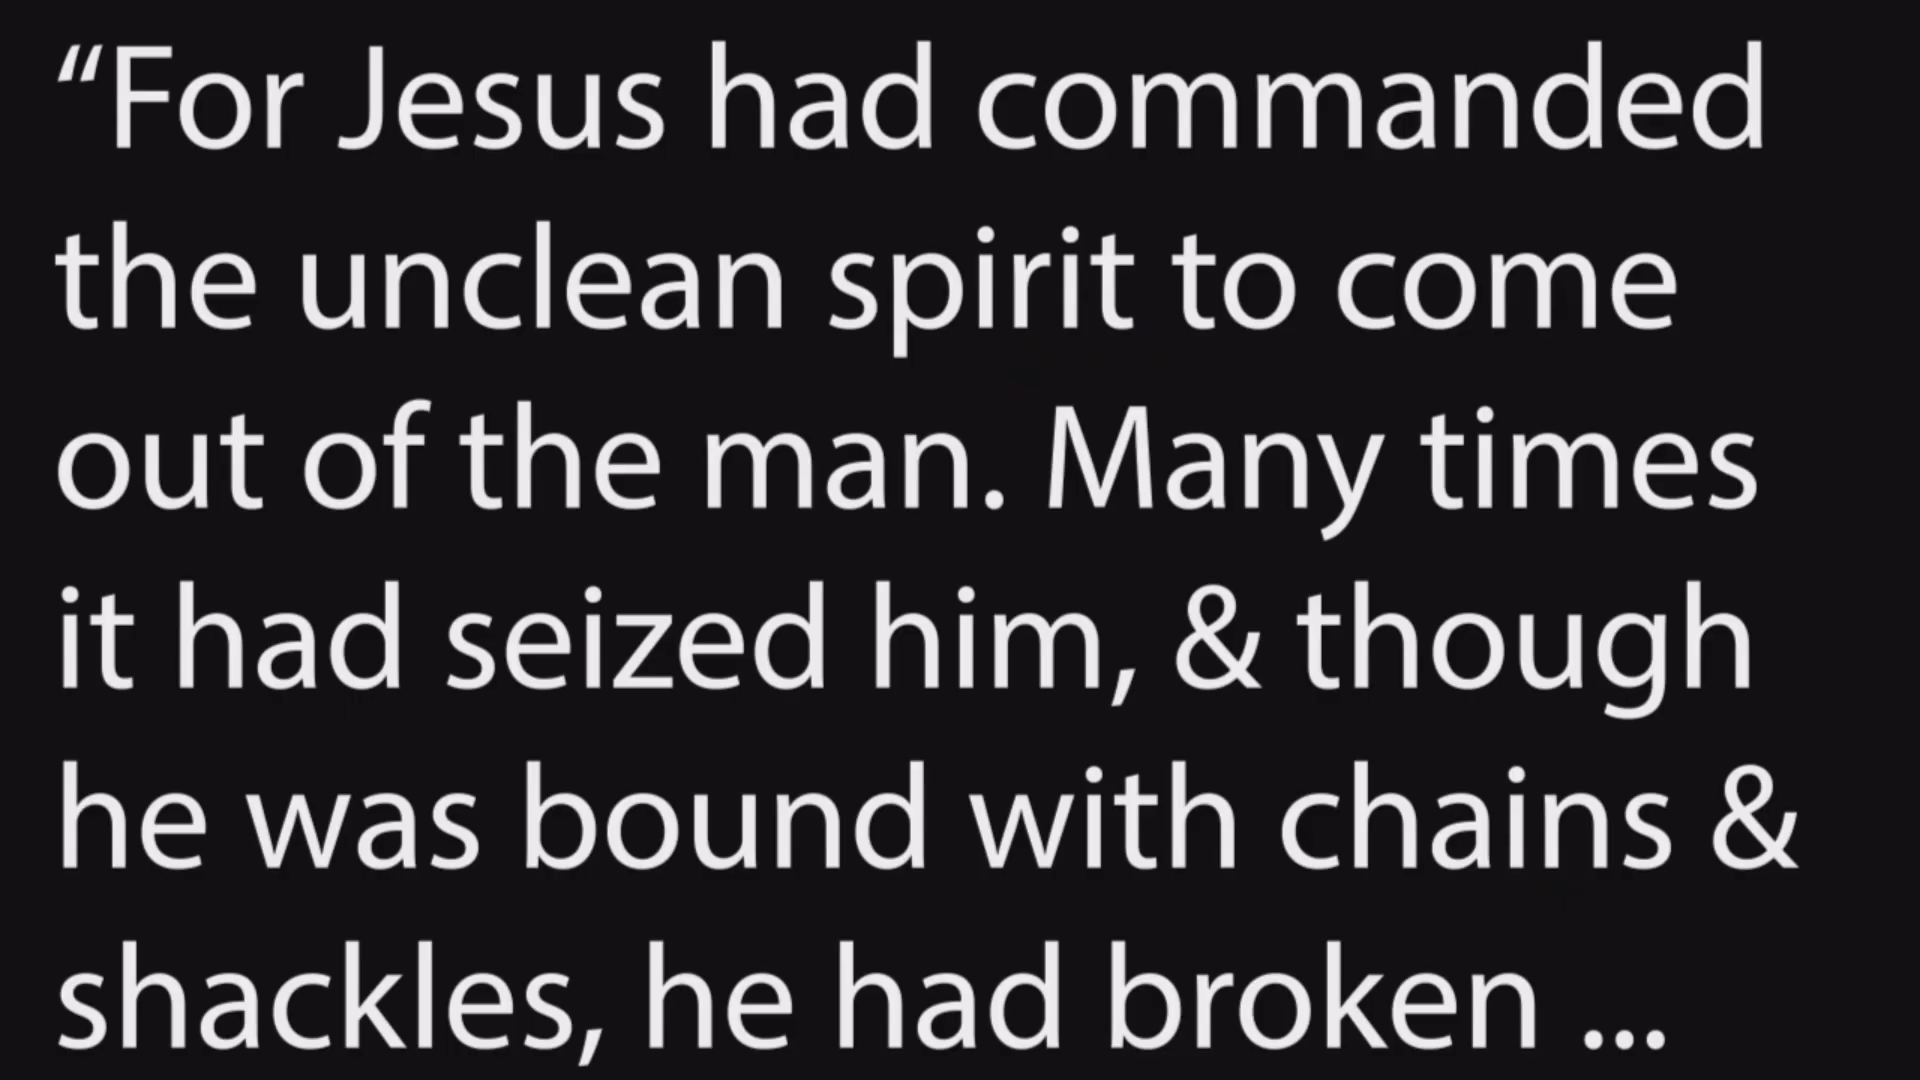 “For Jesus had commanded
the unclean spirit to come
out of the man. Many times
it had seized him, & though
he was bound with chains &
shackles, he had broken ...